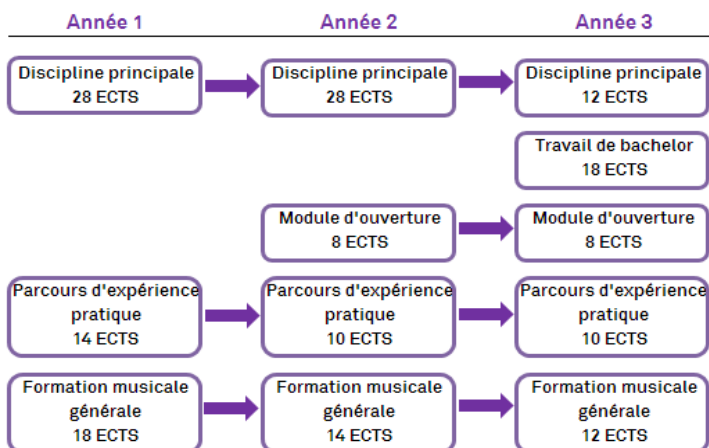 Année 1
Année 2
Année 3
Discipline principale
28 ECTS
Discipline principale
28 ECTS
Discipline principale
12 ECTS
Travail de bachelor
18 ECTS
Module d'ouverture
8 ECTS
Module d'ouverture
8 ECTS
Parcours d'expérience
pratique
14 ECTS
Parcours d'expérience
pratique
10 ECTS
Parcours d'expérience
pratique
10 ECTS
Formation musicale
générale
18 ECTS
Formation musicale
générale
14 ECTS
Formation musicale
générale
12 ECTS